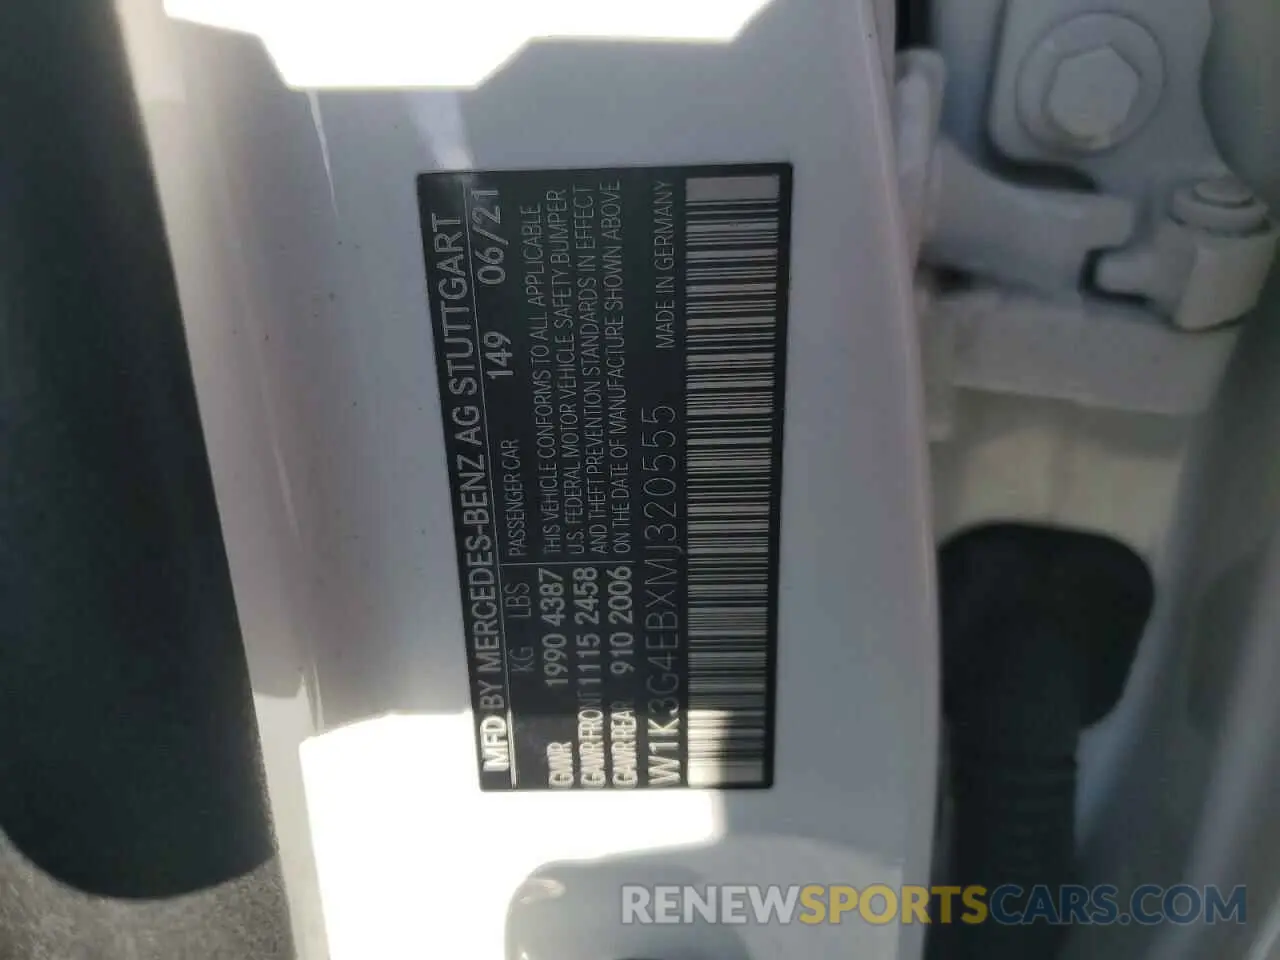 MFD BY MERCEDES-BENZ AG STUTTGART
KG LBS PASSENGER CAR 149 06/21
GVWR 1990 4387 THIS VEHICLE CONFORMS TO ALL APPLICABLE
GAWR FRONT 1115 2458 U.S. FEDERAL MOTOR VEHICLE SAFETY, BUMPER
GAWR REAR 910 2006 AND THEFT PREVENTION STANDARDS IN EFFECT
ON THE DATE OF MANUFACTURE SHOWN ABOVE
W1K3G4EBXMJ320555 MADE IN GERMANY
RENEWSPORTSCARS.COM